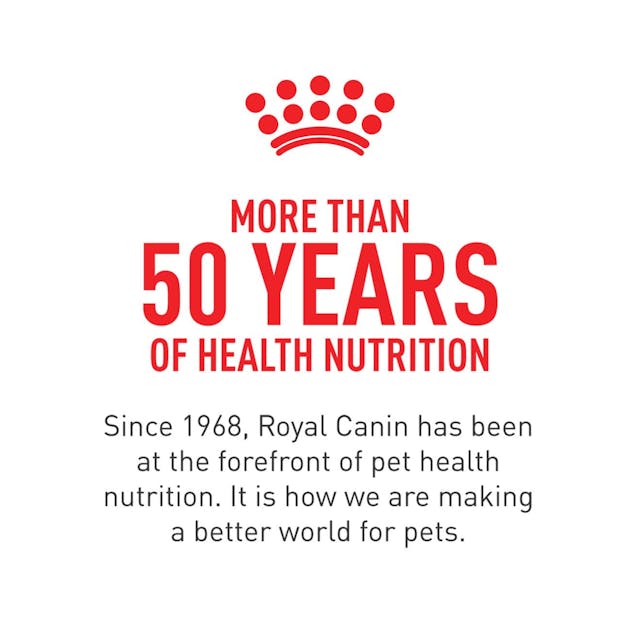 MORE THAN
50 YEARS
OF HEALTH NUTRITION
Since 1968, Royal Canin has been
at the forefront of pet health
nutrition. It is how we are making
a better world for pets.